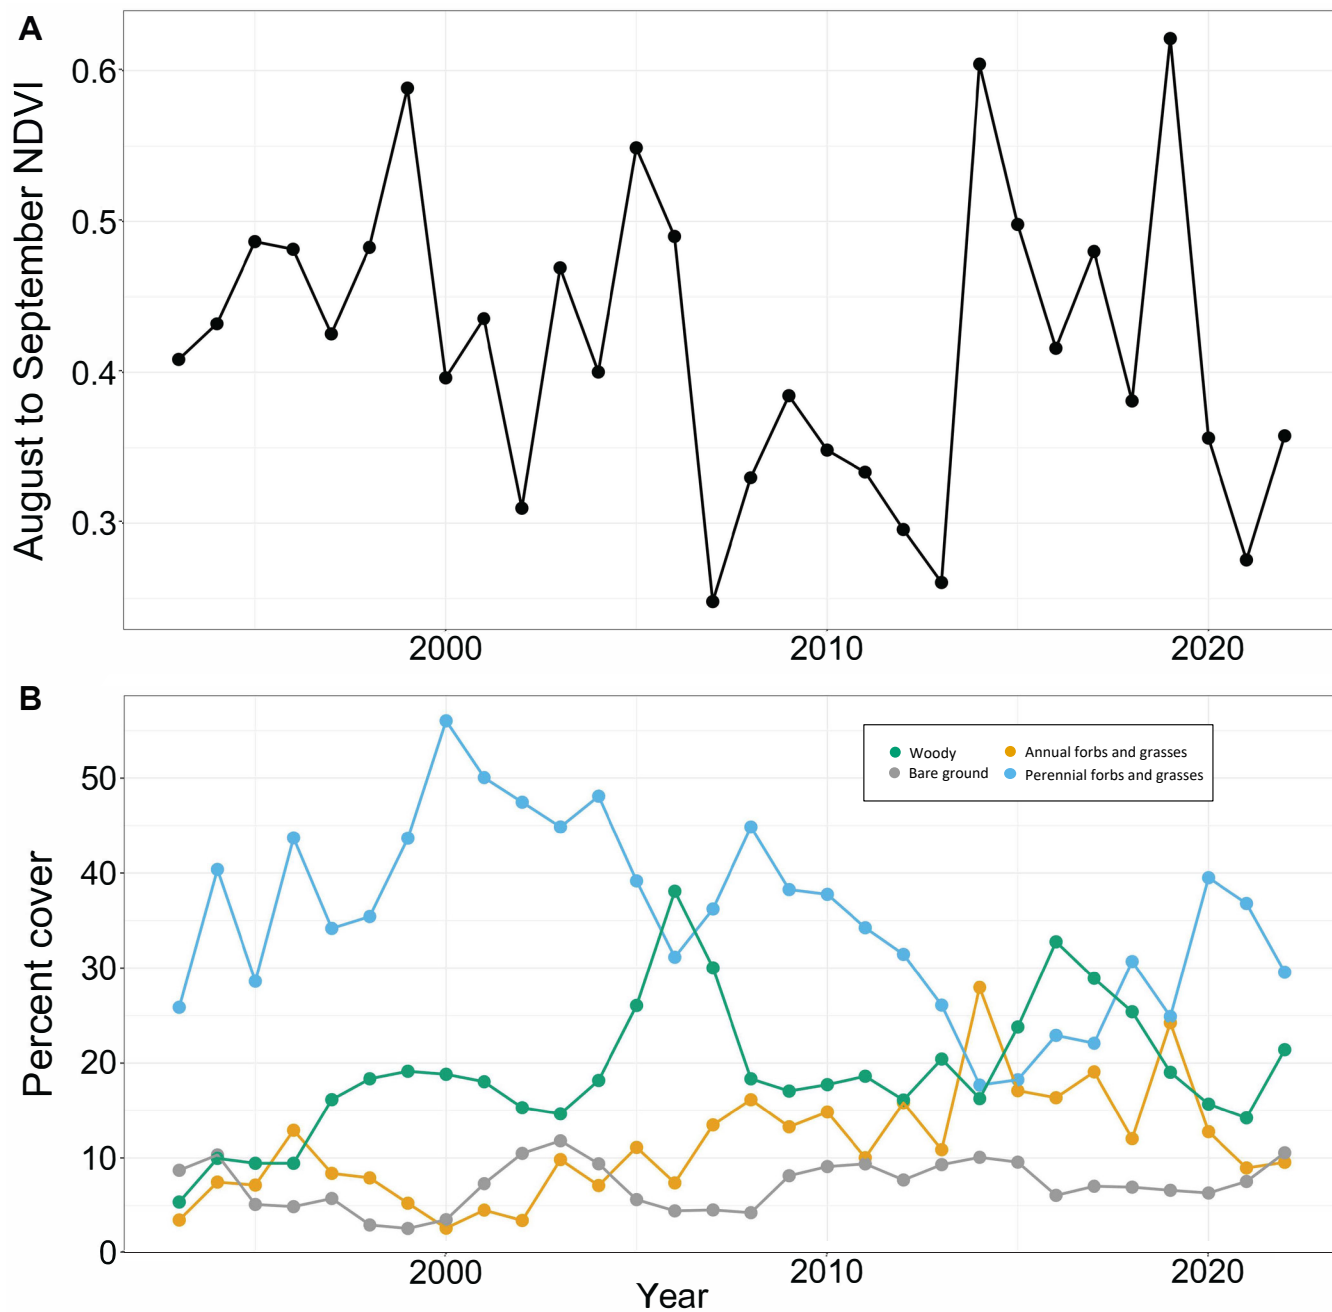 A
August to September NDVI
0.6
0.5
0.4
0.3
2000 2010 2020
B
Percent cover
50
40
30
20
10
0
Woody Annual forbs and grasses
Bare ground Perennial forbs and grasses
2000 2010 2020
Year